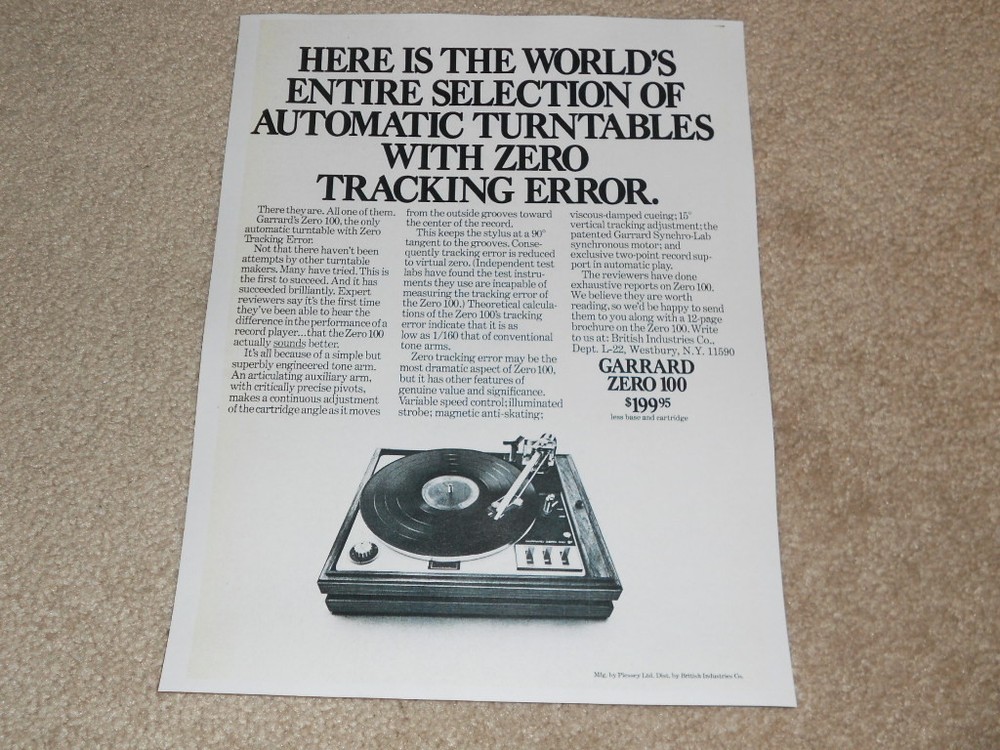 HERE IS THE WORLD'S
ENTIRE SELECTION OF
AUTOMATIC TURNTABLES
WITH ZERO
TRACKING ERROR.
There they are. All one of them.
Garrard's Zero 100, the only
automatic turntable with Zero
Tracking Error.
Not that there haven't been
attempts by other turntable
makers. Many have tried. This is
the first to succeed. And it has
succeeded brilliantly. Expert
reviewers say it's the first time
they've been able to hear the
difference in the performance of a
record player...that the Zero 100
actually sounds better.
It's all because of a simple but
superbly engineered tone arm.
An articulating auxiliary arm,
with critically precise pivots,
makes a continuous adjustment
of the cartridge angle as it moves
from the outside grooves toward
the center of the record.
This keeps the stylus at a 90°
tangent to the grooves. Conse-
quently tracking error is reduced
to virtual zero. (Independent test
labs have found the test instru-
ments they use are incapable of
measuring the tracking error of
the Zero 100.) Theoretical calcula-
tions of the Zero 100's tracking
error indicate that it is as
low as 1/160 that of conventional
tone arms.
Zero tracking error may be the
most dramatic aspect of Zero 100,
but it has other features of
genuine value and significance.
Variable speed control; illuminated
strobe; magnetic anti-skating;
viscous-damped cueing; 15°
vertical tracking adjustment; the
patented Garrard Synchro-Lab
synchronous motor; and
exclusive two-point record sup-
port in automatic play.
The reviewers have done
exhaustive reports on Zero 100.
We believe they are worth
reading, so we'd be happy to send
them to you along with a 12-page
brochure on the Zero 100. Write
to us at: British Industries Co.,
Dept. L-22, Westbury, N.Y. 11590
GARRARD
ZERO 100
$199.95
less base and cartridge
Mfg. by Plessey Ltd. Dist. by British Industries Co.